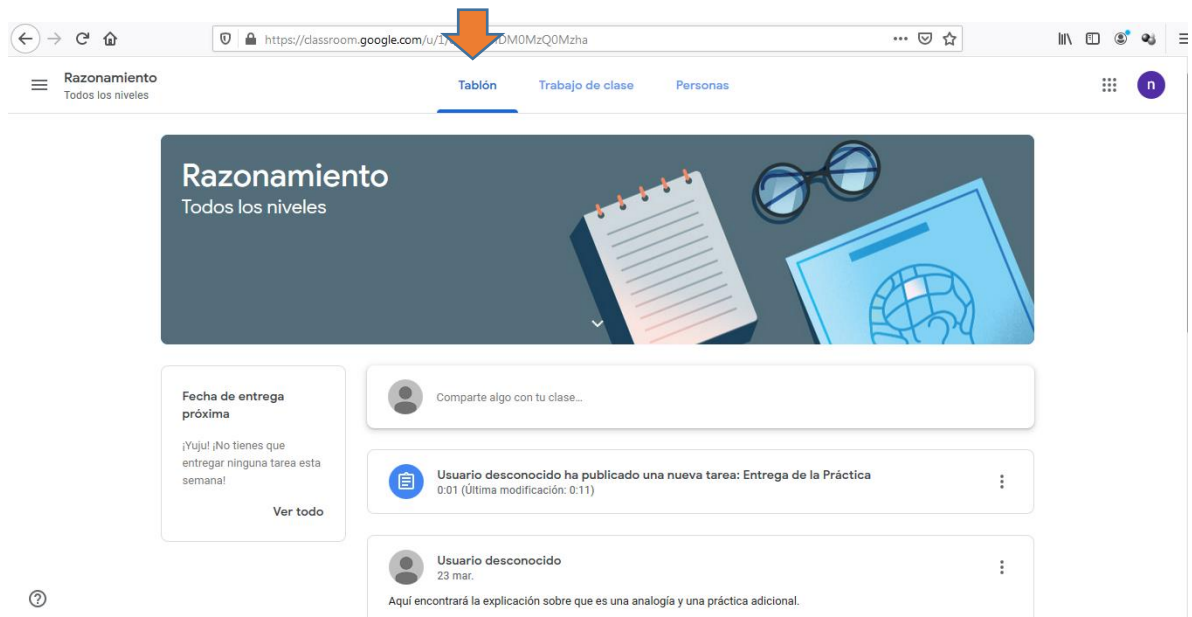 https://classroom.google.com/u/1/ DM0MzQ0Mzha
Razonamiento
Todos los niveles
Tablón Trabajo de clase Personas
n
Razonamiento
Todos los niveles
Fecha de entrega
próxima
¡Yuju! ¡No tienes que
entregar ninguna tarea esta
semana!
Ver todo
Comparte algo con tu clase...
Usuario desconocido ha publicado una nueva tarea: Entrega de la Práctica
0:01 (Última modificación: 0:11)
Usuario desconocido
23 mar.
Aquí encontrará la explicación sobre que es una analogía y una práctica adicional.